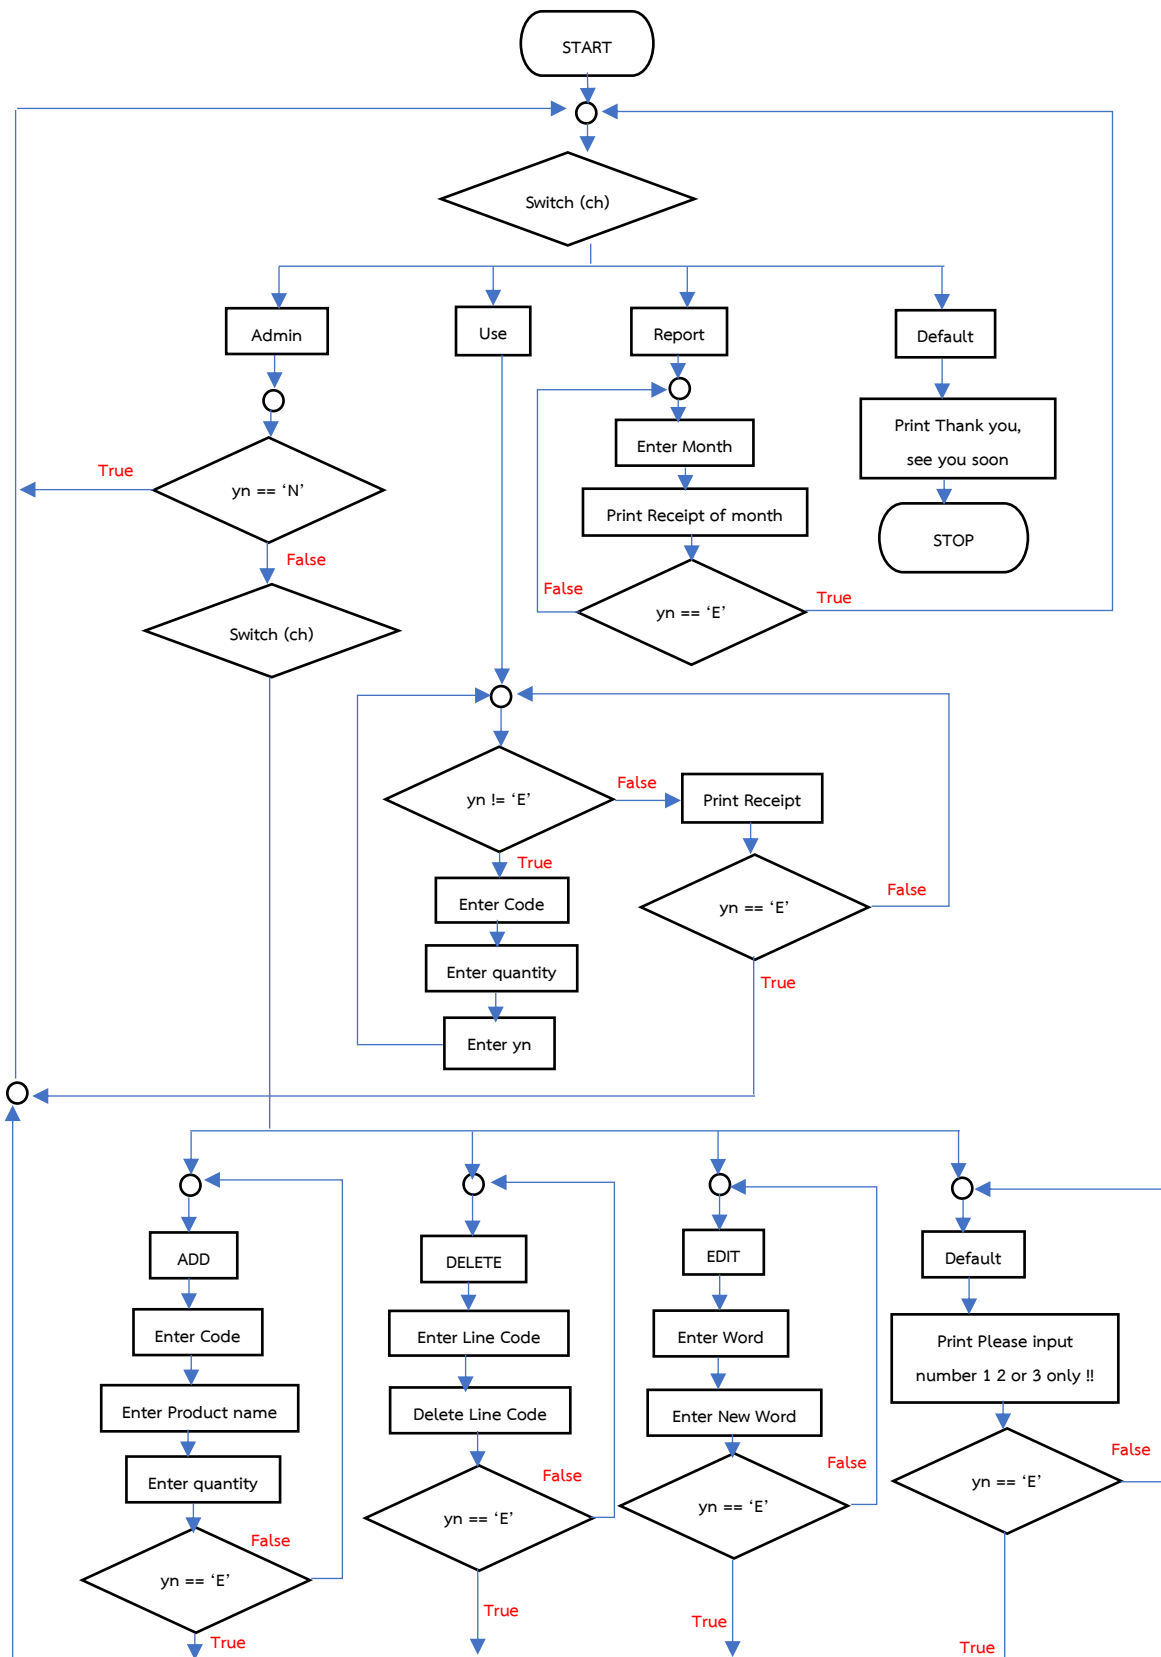 START
Switch (ch)
Admin
Use
Report
Default
Enter Month
Print Thank you,
see you soon
True
yn == ‘N’
Print Receipt of month
STOP
False
False
yn == ‘E’
True
Switch (ch)
yn != ‘E’
False
Print Receipt
True
Enter Code
yn == ‘E’
False
Enter quantity
True
Enter yn
ADD
DELETE
EDIT
Default
Enter Code
Enter Line Code
Enter Word
Print Please input
number 1 2 or 3 only !!
Enter Product name
Delete Line Code
Enter New Word
False
Enter quantity
False
False
yn == ‘E’
yn == ‘E’
yn == ‘E’
False
yn == ‘E’
True
True
True
True